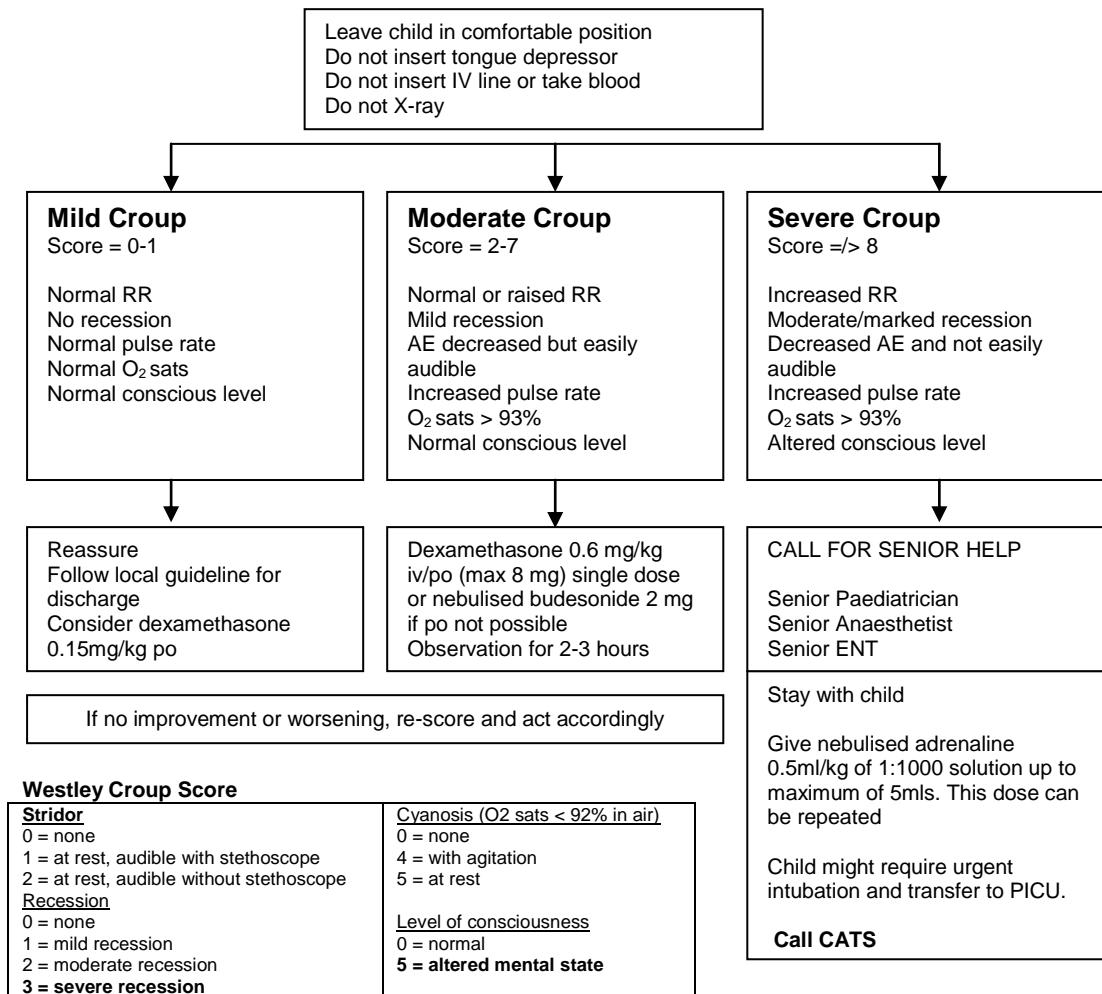 Leave child in comfortable position
Do not insert tongue depressor
Do not insert IV line or take blood
Do not X-ray
Mild Croup
Score = 0-1
Normal RR
No recession
Normal pulse rate
Normal O₂ sats
Normal conscious level
Moderate Croup
Score = 2-7
Normal or raised RR
Mild recession
AE decreased but easily
audible
Increased pulse rate
O₂ sats > 93%
Normal conscious level
Severe Croup
Score =/> 8
Increased RR
Moderate/marked recession
Decreased AE and not easily
audible
Increased pulse rate
O₂ sats > 93%
Altered conscious level
Reassure
Follow local guideline for
discharge
Consider dexamethasone
0.15mg/kg po
Dexamethasone 0.6 mg/kg
iv/po (max 8 mg) single dose
or nebulised budesonide 2 mg
if po not possible
Observation for 2-3 hours
CALL FOR SENIOR HELP
Senior Paediatrician
Senior Anaesthetist
Senior ENT
Stay with child
Give nebulised adrenaline
0.5ml/kg of 1:1000 solution up to
maximum of 5mls. This dose can
be repeated
Child might require urgent
intubation and transfer to PICU.
Call CATS
If no improvement or worsening, re-score and act accordingly
Westley Croup Score
Stridor
0 = none
1 = at rest, audible with stethoscope
2 = at rest, audible without stethoscope
Recession
0 = none
1 = mild recession
2 = moderate recession
3 = severe recession
Cyanosis (O2 sats < 92% in air)
0 = none
4 = with agitation
5 = at rest
Level of consciousness
0 = normal
5 = altered mental state